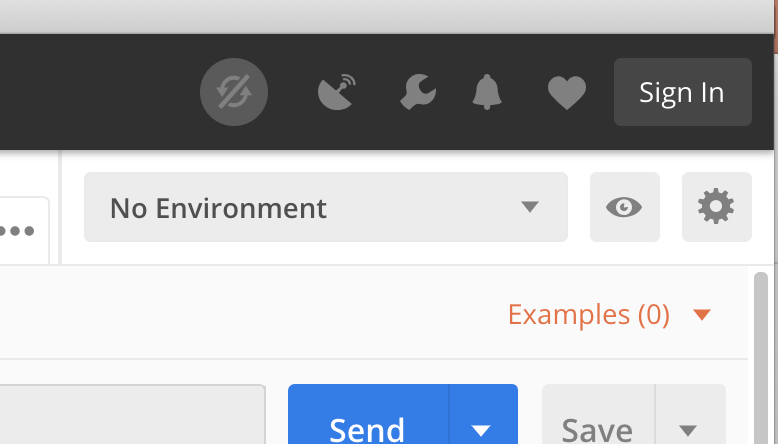 Sign In
No Environment
Examples (0)
Send
Save